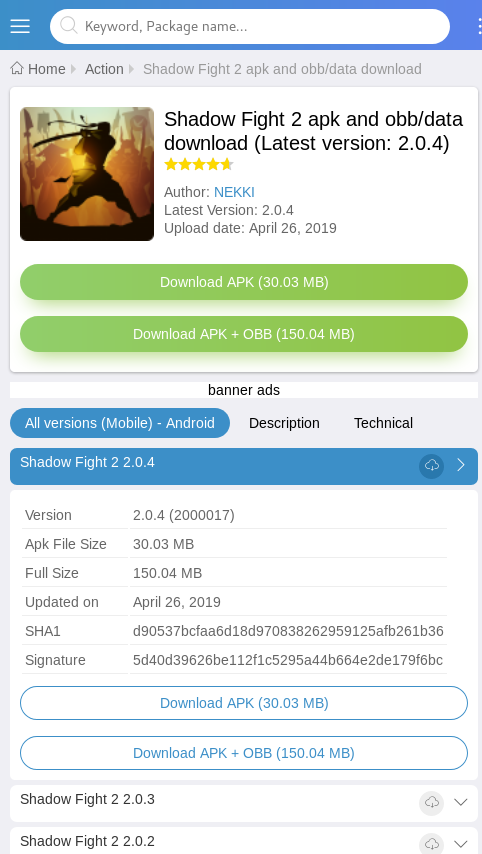 Keyword, Package name...
Home
Action
Shadow Fight 2 apk and obb/data download
Shadow Fight 2 apk and obb/data
download (Latest version: 2.0.4)
Author: NEKKI
Latest Version: 2.0.4
Upload date: April 26, 2019
Download APK (30.03 MB)
Download APK + OBB (150.04 MB)
banner ads
All versions (Mobile) - Android
Description
Technical
Shadow Fight 2 2.0.4
Version 2.0.4 (2000017)
Apk File Size 30.03 MB
Full Size 150.04 MB
Updated on April 26, 2019
SHA1 d90537bcfaa6d18d970838262959125afb261b36
Signature 5d40d39626be112f1c5295a44b664e2de179f6bc
Download APK (30.03 MB)
Download APK + OBB (150.04 MB)
Shadow Fight 2 2.0.3
Shadow Fight 2 2.0.2